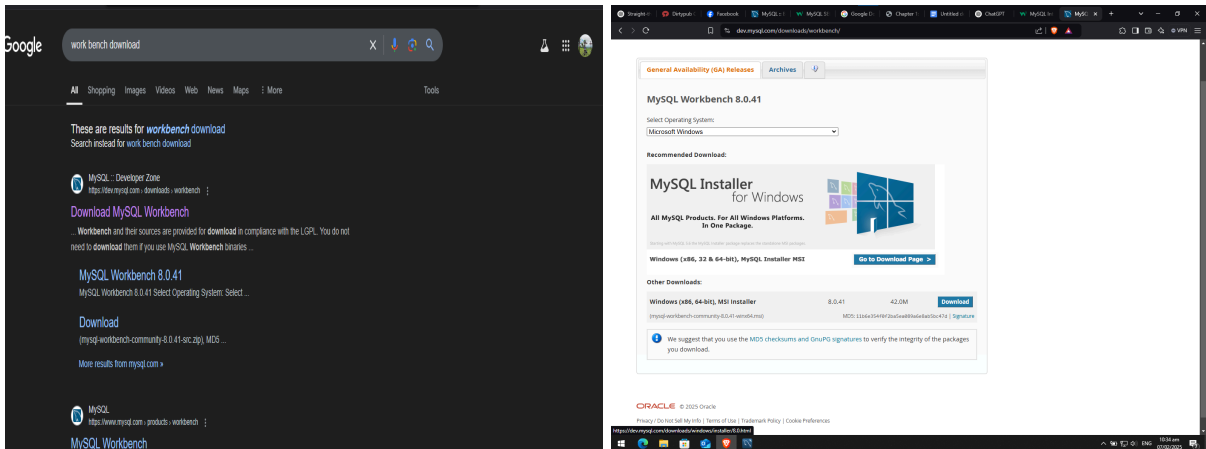 Google
work bench download
X
All Shopping Images Videos Web News Maps More
Tools
These are results for workbench download
Search instead for work bench download
MySQL :: Developer Zone
https://dev.mysql.com › downloads › workbench
Download MySQL Workbench
... Workbench and their sources are provided for download in compliance with the LGPL. You do not
need to download them if you use MySQL Workbench binaries ...
MySQL Workbench 8.0.41
MySQL Workbench 8.0.41 Select Operating System: Select ...
Download
(mysql-workbench-community-8.0.41-src.zip), MD5 ...
More results from mysql.com »
MySQL
https://www.mysql.com › products › workbench
MySQL Workbench
Facebook
Chapter 1:
ChatGPT
dev.mysql.com/downloads/workbench/
VPN
General Availability (GA) Releases
Archives
MySQL Workbench 8.0.41
Select Operating System:
Microsoft Windows
Recommended Download:
MySQL Installer
for Windows
All MySQL Products. For All Windows Platforms.
In One Package.
Windows (x86, 32 & 64-bit), MySQL Installer MSI
Go to Download Page >
Other Downloads:
Windows (x86, 64-bit), MSI Installer 8.0.41 42.0M Download
(mysql-workbench-community-8.0.41-winx64.msi) MD5: | Signature
We suggest that you use the MD5 checksums and GnuPG signatures to verify the integrity of the packages
you download.
ORACLE © 2025 Oracle
Privacy / Do Not Sell My Info | Terms of Use | Trademark Policy | Cookie Preferences
https://dev.mysql.com/downloads/windows/installer/8.0.html
ENG
10:34 am
07/02/2025